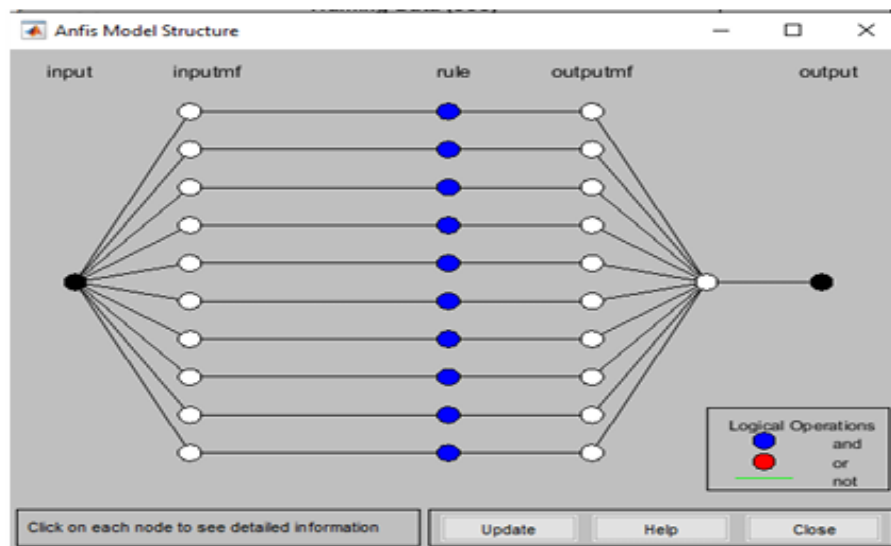 Anfis Model Structure
input inputmf rule outputmf output
Logical Operations
and
or
not
Click on each node to see detailed information
Update Help Close